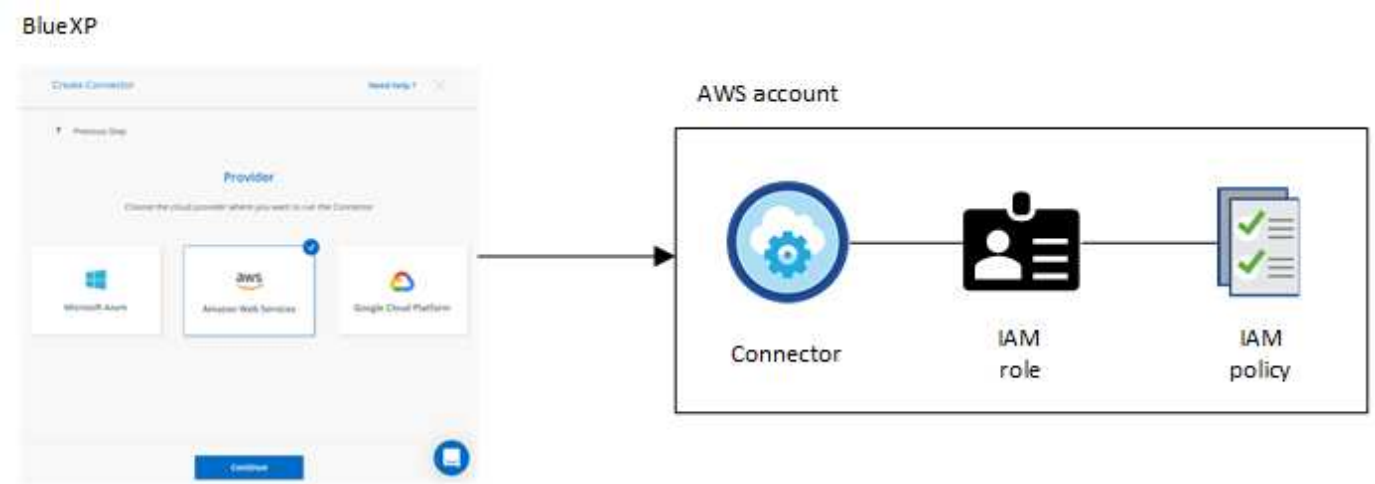 BlueXP
Create Connector
Need help ?
Previous Step
Provider
Choose the cloud provider where you want to run the Connector
aws
Microsoft Azure
Amazon Web Services
Google Cloud Platform
Continue
AWS account
Connector
IAM
role
IAM
policy